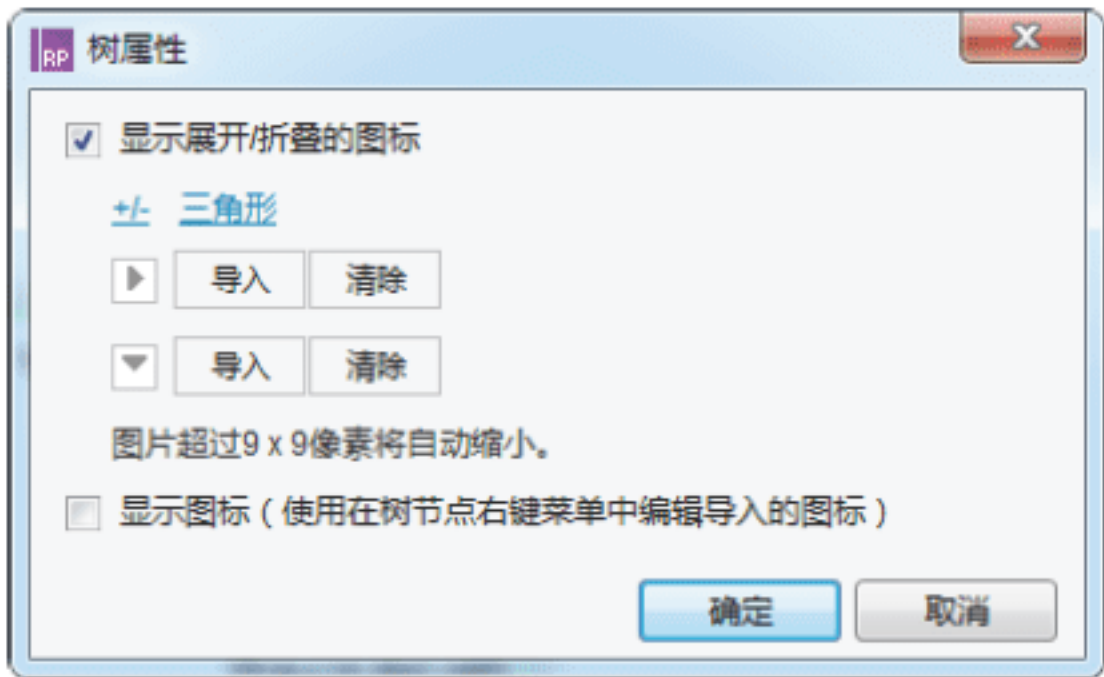 RP 树属性
显示展开/折叠的图标
+/- 三角形
导入 清除
导入 清除
图片超过9 x 9像素将自动缩小。
显示图标（使用在树节点右键菜单中编辑导入的图标）
确定 取消